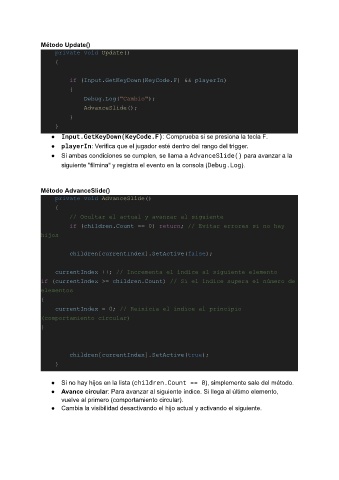 Método Update()
private void Update()
{
if (Input.GetKeyDown(KeyCode.F) && playerIn)
{
Debug.Log("Cambio");
AdvanceSlide();
}
}
● Input.GetKeyDown(KeyCode.F): Comprueba si se presiona la tecla F.
● playerIn: Verifica que el jugador esté dentro del rango del trigger.
● Si ambas condiciones se cumplen, se llama a AdvanceSlide() para avanzar a la
siguiente "filmina" y registra el evento en la consola (Debug.Log).
Método AdvanceSlide()
private void AdvanceSlide()
{
// Ocultar el actual y avanzar al siguiente
if (children.Count == 0) return; // Evitar errores si no hay
hijos
children[currentIndex].SetActive(false);
currentIndex ++; // Incrementa el índice al siguiente elemento
if (currentIndex >= children.Count) // Si el índice supera el número de
elementos
{
currentIndex = 0; // Reinicia el índice al principio
(comportamiento circular)
}
children[currentIndex].SetActive(true);
}
● Si no hay hijos en la lista (children.Count == 0), simplemente sale del método.
● Avance circular: Para avanzar al siguiente índice. Si llega al último elemento,
vuelve al primero (comportamiento circular).
● Cambia la visibilidad desactivando el hijo actual y activando el siguiente.